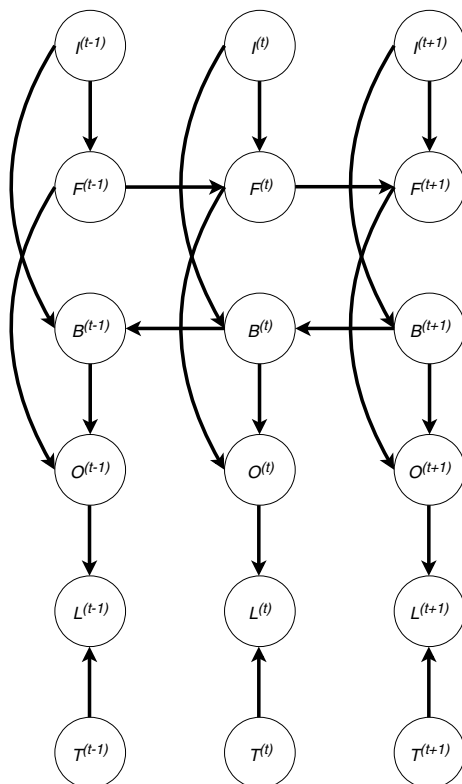 I(t-1) I(t) I(t+1)
F(t-1) F(t) F(t+1)
B(t-1) B(t) B(t+1)
O(t-1) O(t) O(t+1)
L(t-1) L(t) L(t+1)
T(t-1) T(t) T(t+1)